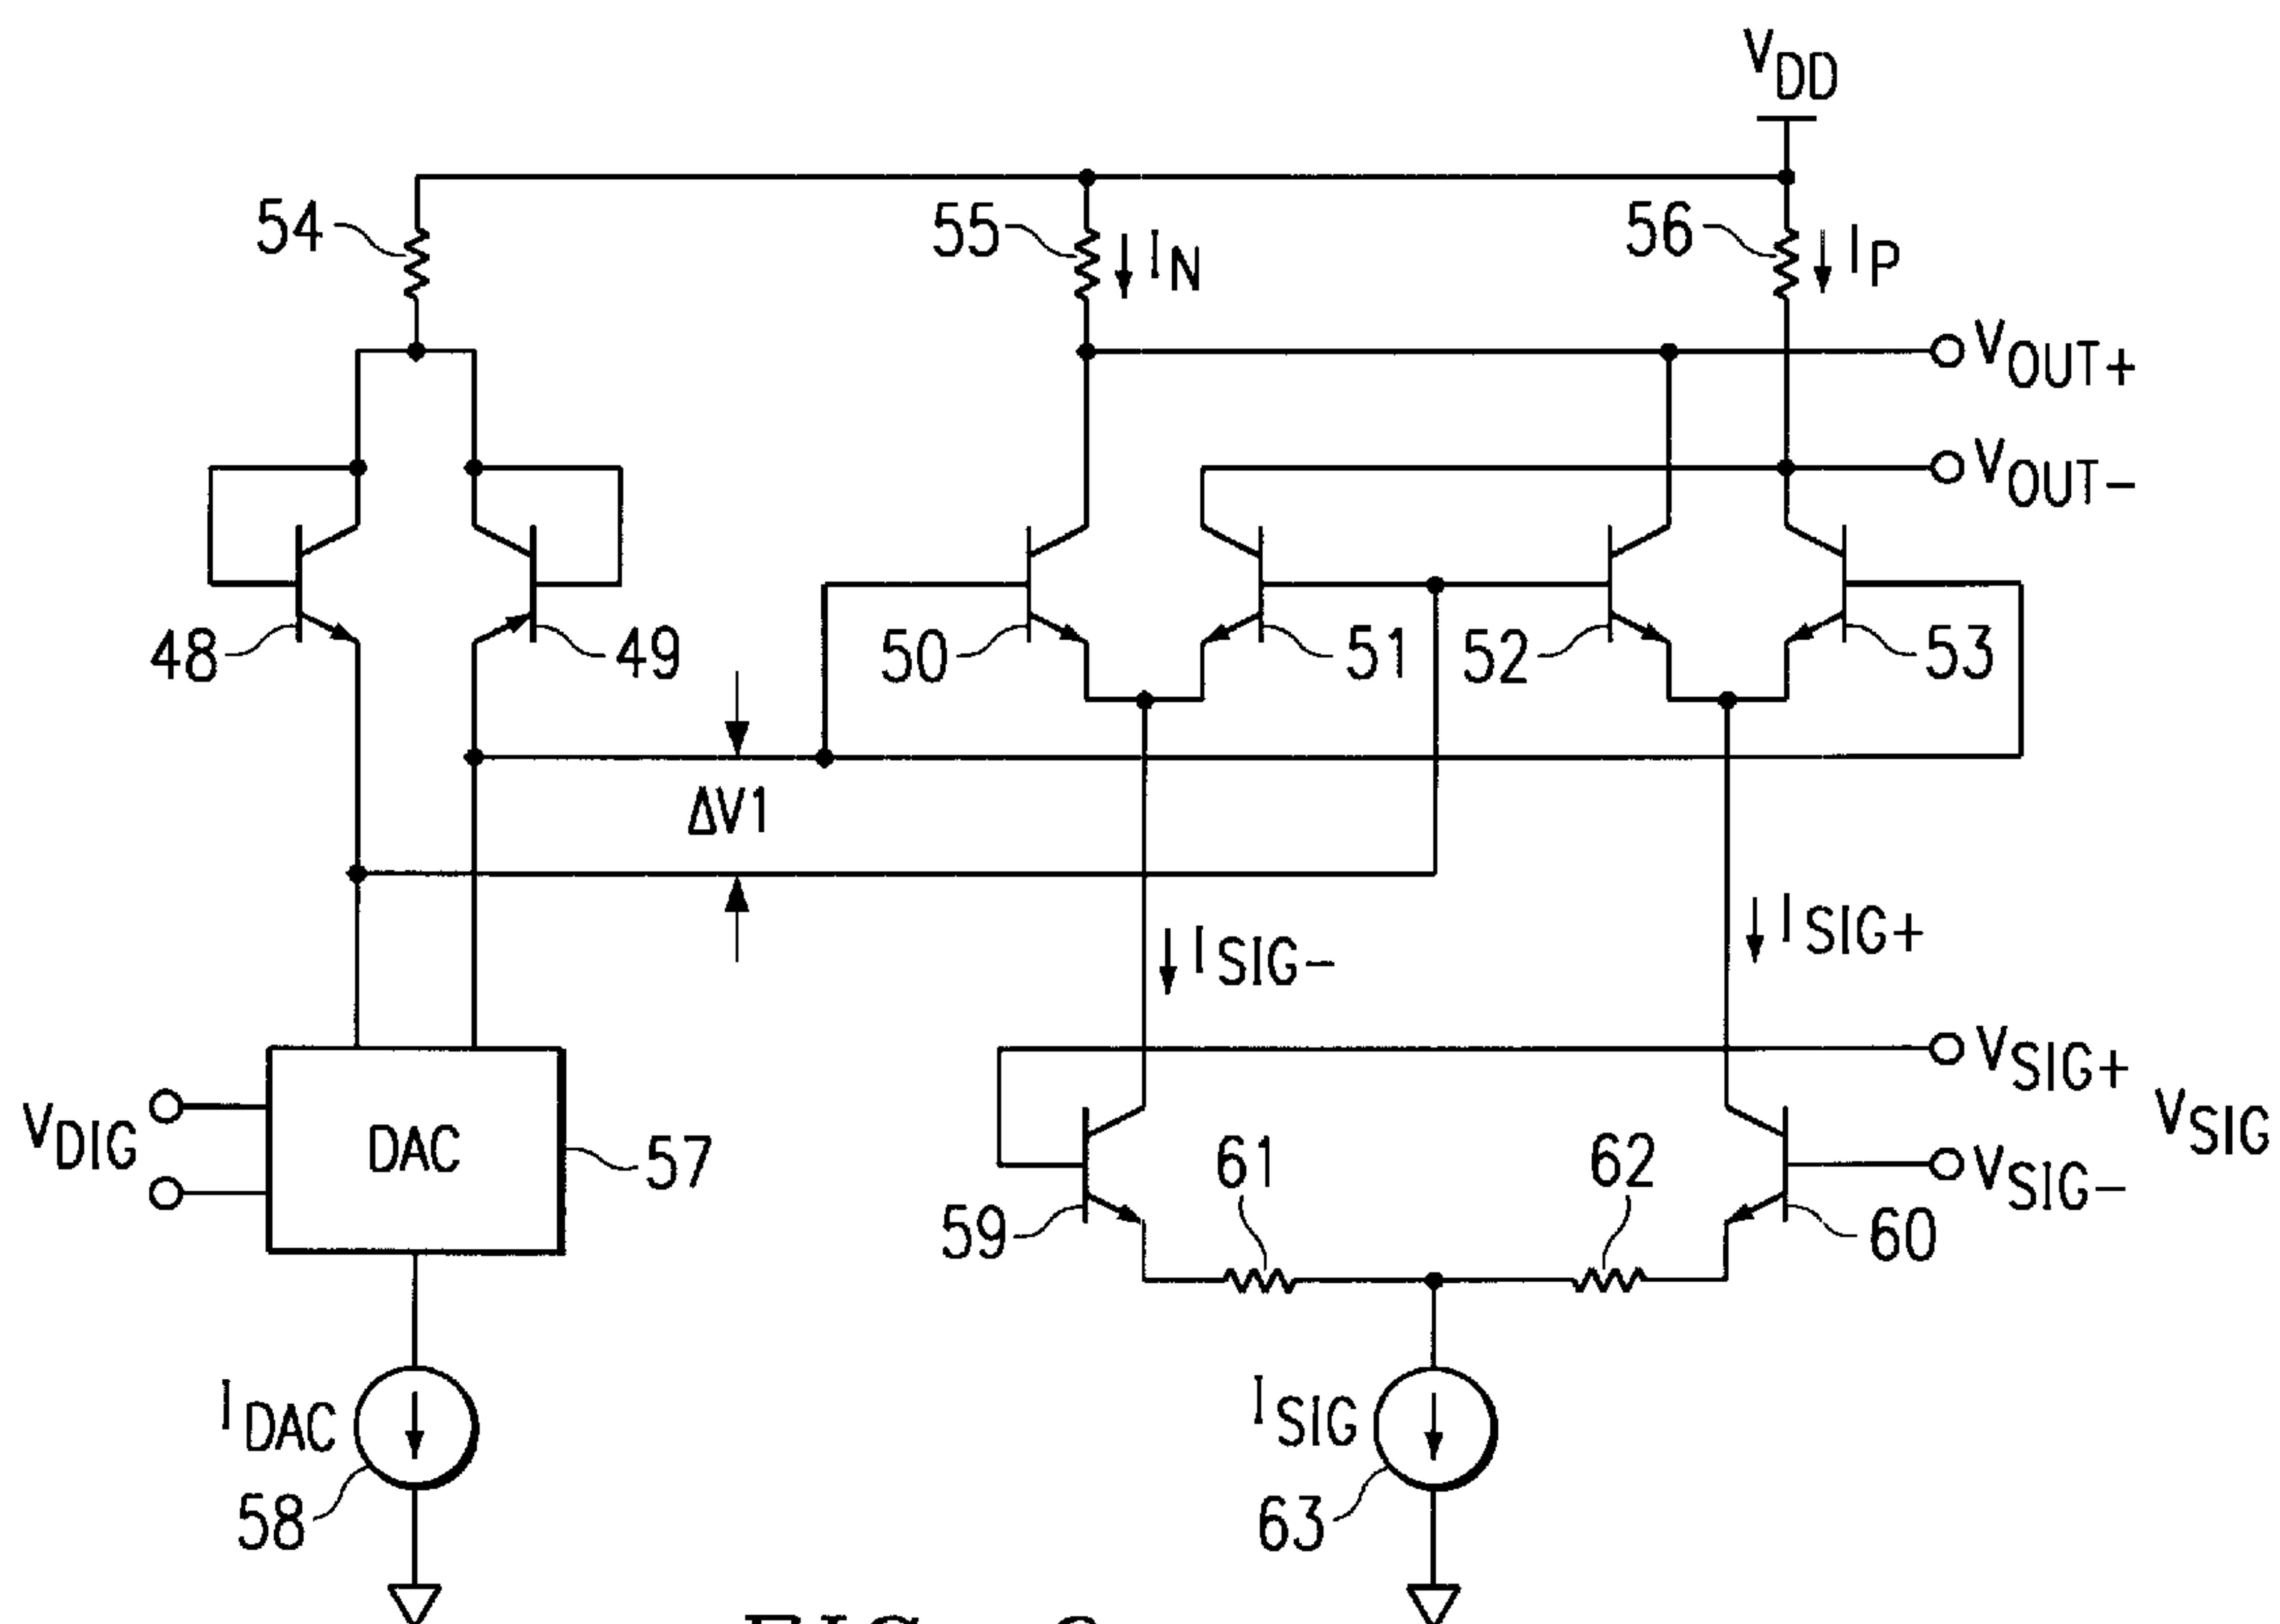 VDD
54
55
IN
56
IP
VOUT+
VOUT-
48
49
50
51
52
53
ΔV1
ISIG-
ISIG+
VSIG+
VSIG
VSIG-
VDIG
DAC
57
59
61
62
60
IDAC
58
ISIG
63